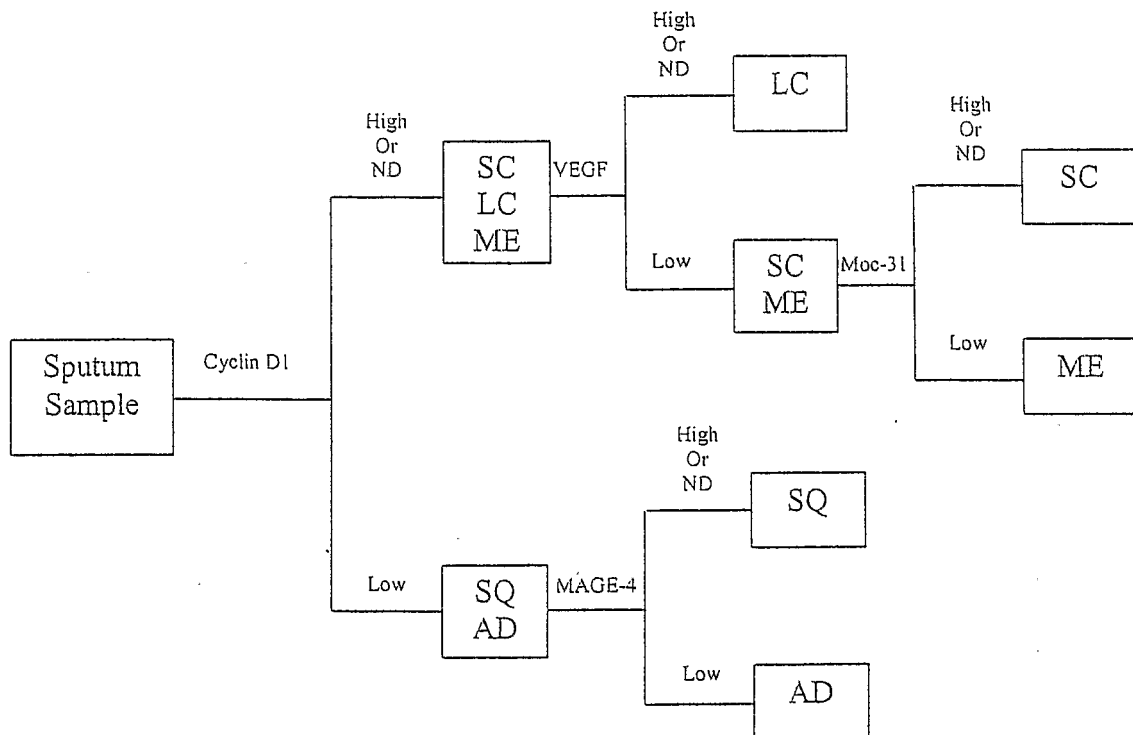 Sputum
Sample
Cyclin D1
High
Or
ND
SC
LC
ME
VEGF
High
Or
ND
LC
Low
SC
ME
Moc-31
High
Or
ND
SC
Low
ME
Low
SQ
AD
MAGE-4
High
Or
ND
SQ
Low
AD